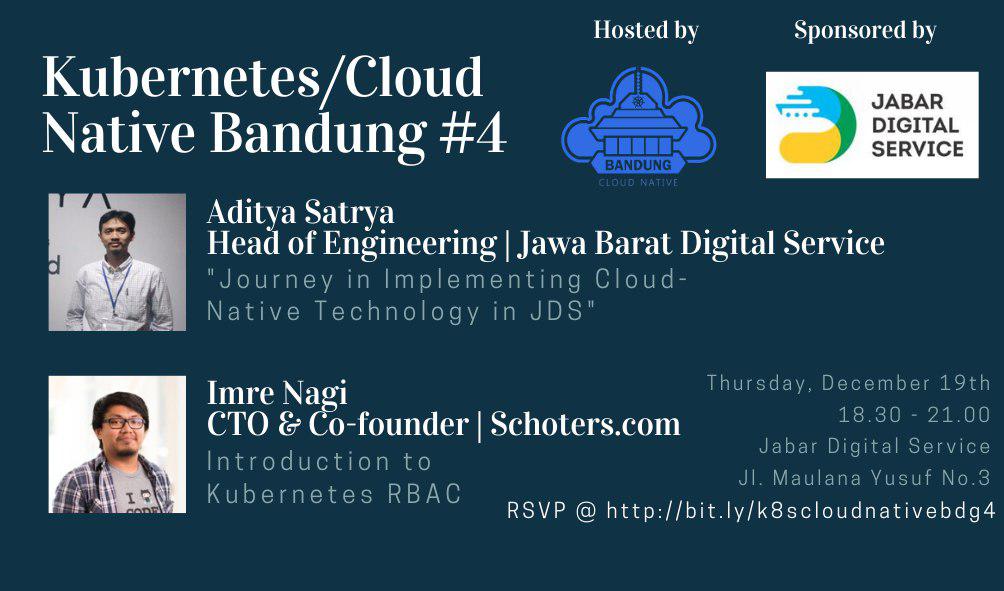 Hosted by
Sponsored by
Kubernetes/Cloud
Native Bandung #4
BANDUNG
CLOUD NATIVE
JABAR
DIGITAL
SERVICE
Aditya Satrya
Head of Engineering | Jawa Barat Digital Service
"Journey in Implementing Cloud-
Native Technology in JDS"
Imre Nagi
CTO & Co-founder | Schoters.com
Introduction to
Kubernetes RBAC
I
CODE
Thursday, December 19th
18.30 - 21.00
Jabar Digital Service
Jl. Maulana Yusuf No.3
RSVP @ http://bit.ly/k8scloudnativebdg4